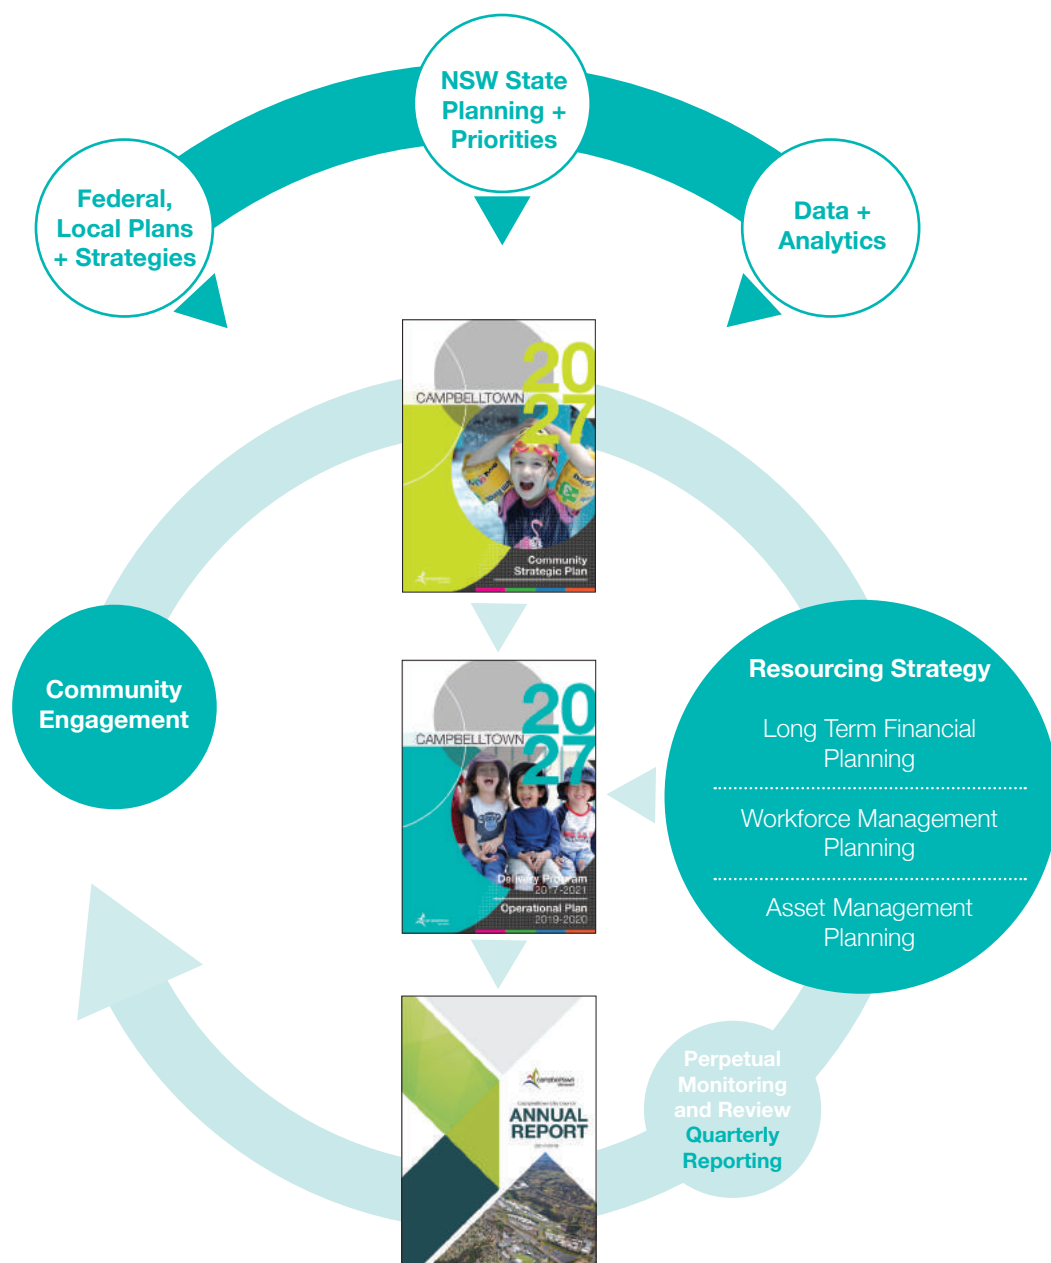 NSW State
Planning +
Priorities
Federal,
Local Plans
+ Strategies
Data +
Analytics
CAMPBELLTOWN
20
27
Community
Strategic Plan
Community
Engagement
Resourcing Strategy
Long Term Financial
Planning
Workforce Management
Planning
Asset Management
Planning
CAMPBELLTOWN
20
27
Delivery Program
2017-2021
Operational Plan
2019-2020
Perpetual
Monitoring
and Review
Quarterly
Reporting
campbelltown
ANNUAL
REPORT